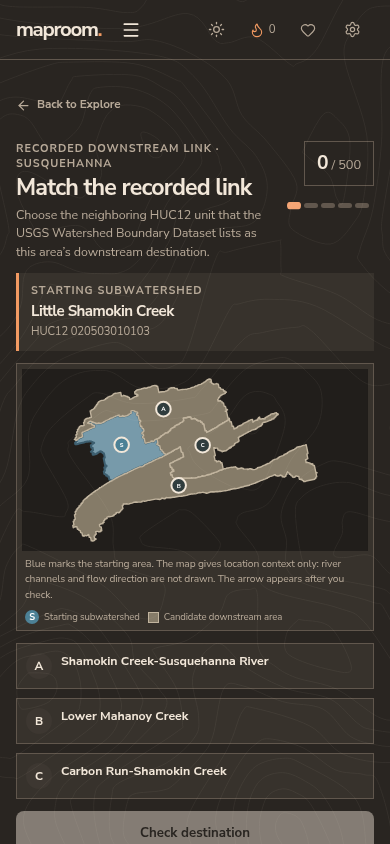 maproom.
0
Back to Explore
RECORDED DOWNSTREAM LINK ·
SUSQUEHANNA
Match the recorded link
0 / 500
Choose the neighboring HUC12 unit that the
USGS Watershed Boundary Dataset lists as
this area's downstream destination.
STARTING SUBWATERSHED
Little Shamokin Creek
HUC12 020503010103
A
S
C
B
Blue marks the starting area. The map gives location context only: river
channels and flow direction are not drawn. The arrow appears after you
check.
S Starting subwatershed Candidate downstream area
A Shamokin Creek-Susquehanna River
B Lower Mahanoy Creek
C Carbon Run-Shamokin Creek
Check destination